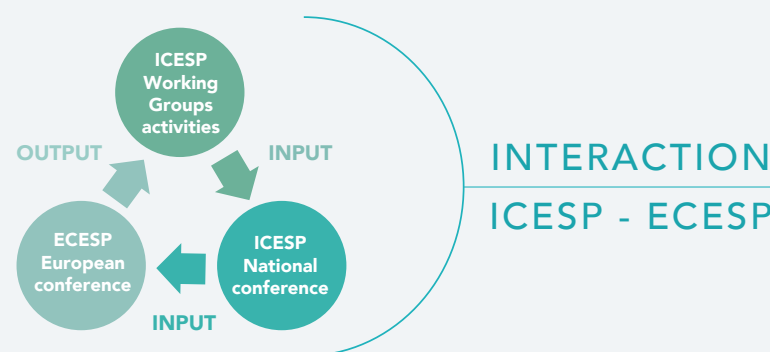 ICESP
Working
Groups
activities
OUTPUT
INPUT
ECESP
European
conference
ICESP
National
conference
INPUT
INTERACTION
ICESP - ECESP